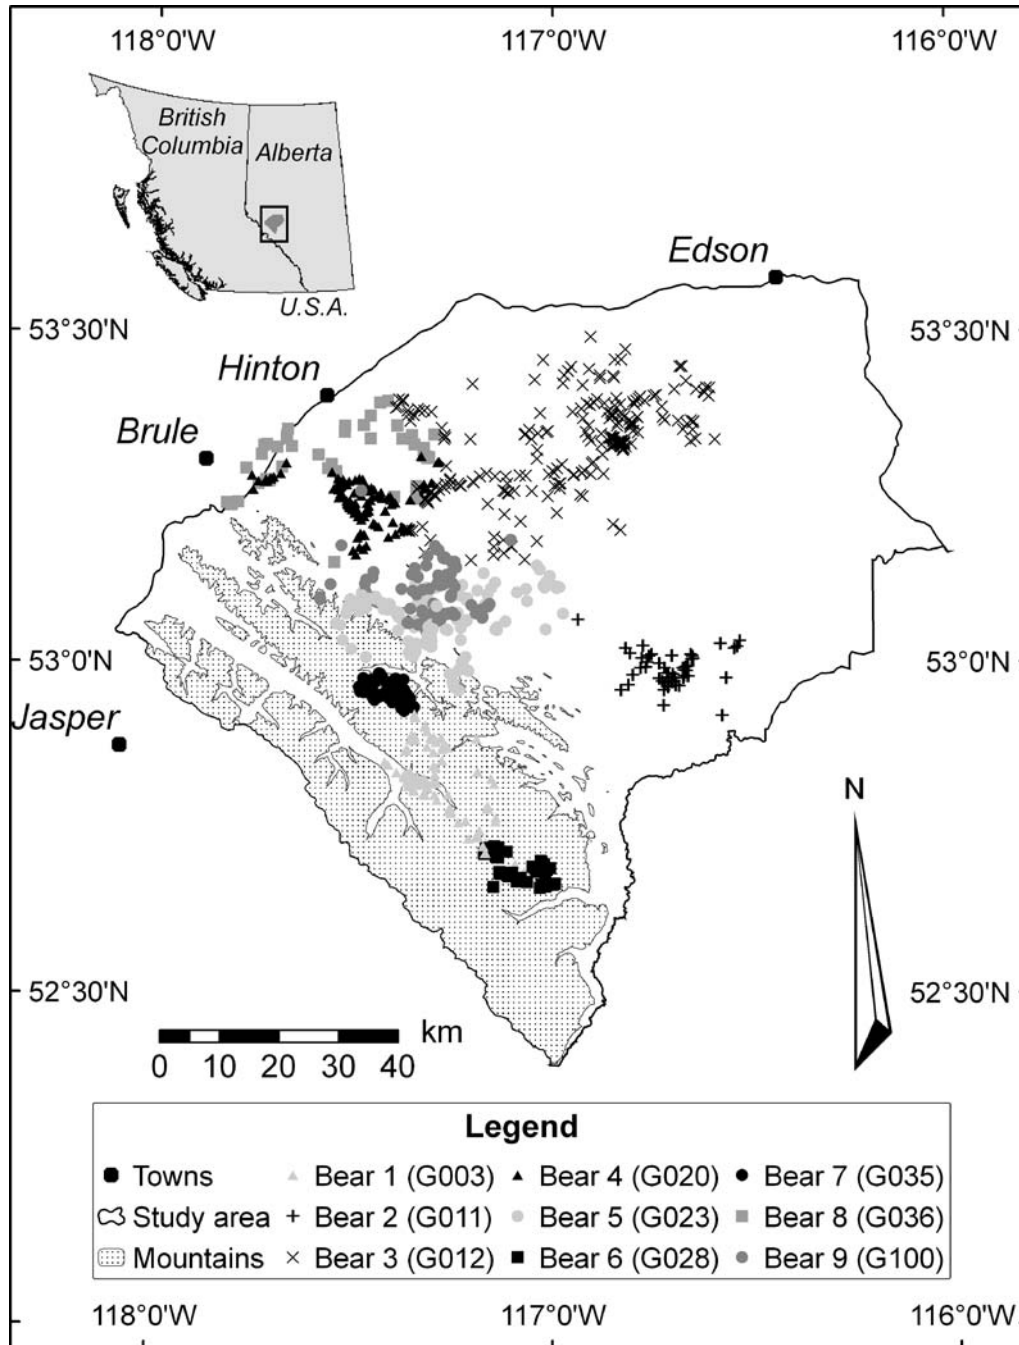 118°0'W 117°0'W 116°0'W
British
Columbia
Alberta
U.S.A.
Edson
53°30'N 53°30'N
Hinton
Brule
53°0'N 53°0'N
Jasper
N
52°30'N 52°30'N
km
0 10 20 30 40
Legend
Towns Bear 1 (G003) Bear 4 (G020) Bear 7 (G035)
Study area Bear 2 (G011) Bear 5 (G023) Bear 8 (G036)
Mountains Bear 3 (G012) Bear 6 (G028) Bear 9 (G100)
118°0'W 117°0'W 116°0'W